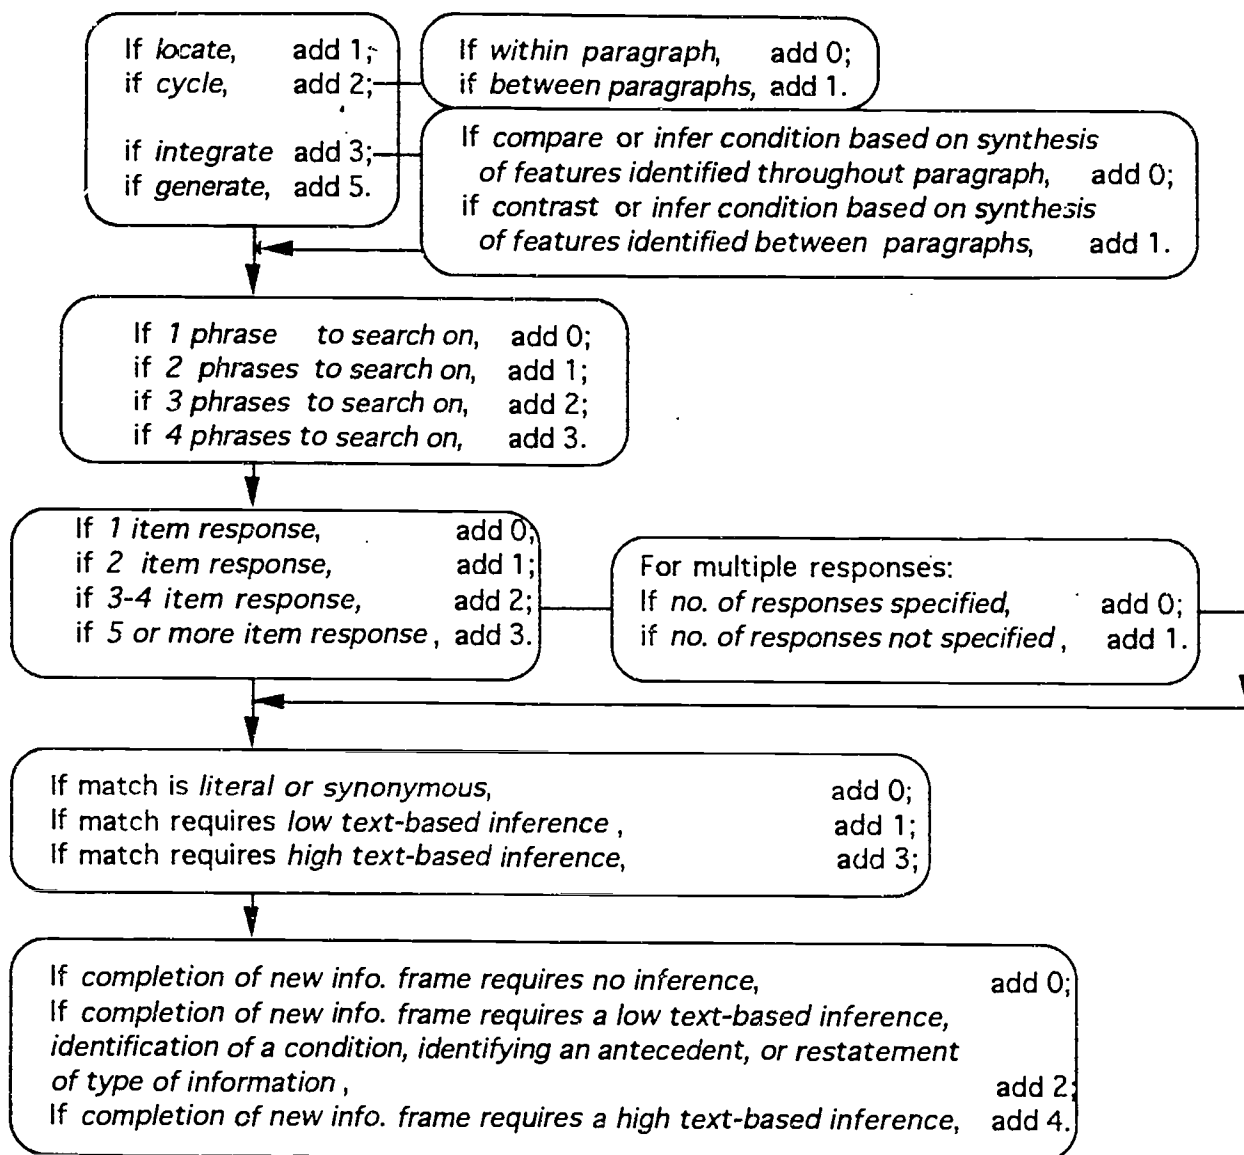 If locate, add 1;
if cycle, add 2;
if integrate add 3;
if generate, add 5.
If within paragraph, add 0;
if between paragraphs, add 1.
If compare or infer condition based on synthesis
of features identified throughout paragraph, add 0;
if contrast or infer condition based on synthesis
of features identified between paragraphs, add 1.
If 1 phrase to search on, add 0;
if 2 phrases to search on, add 1;
if 3 phrases to search on, add 2;
if 4 phrases to search on, add 3.
If 1 item response, add 0;
if 2 item response, add 1;
if 3-4 item response, add 2;
if 5 or more item response, add 3.
For multiple responses:
If no. of responses specified, add 0;
if no. of responses not specified, add 1.
If match is literal or synonymous, add 0;
If match requires low text-based inference, add 1;
If match requires high text-based inference, add 3;
If completion of new info. frame requires no inference, add 0;
If completion of new info. frame requires a low text-based inference,
identification of a condition, identifying an antecedent, or restatement
of type of information, add 2;
If completion of new info. frame requires a high text-based inference, add 4.